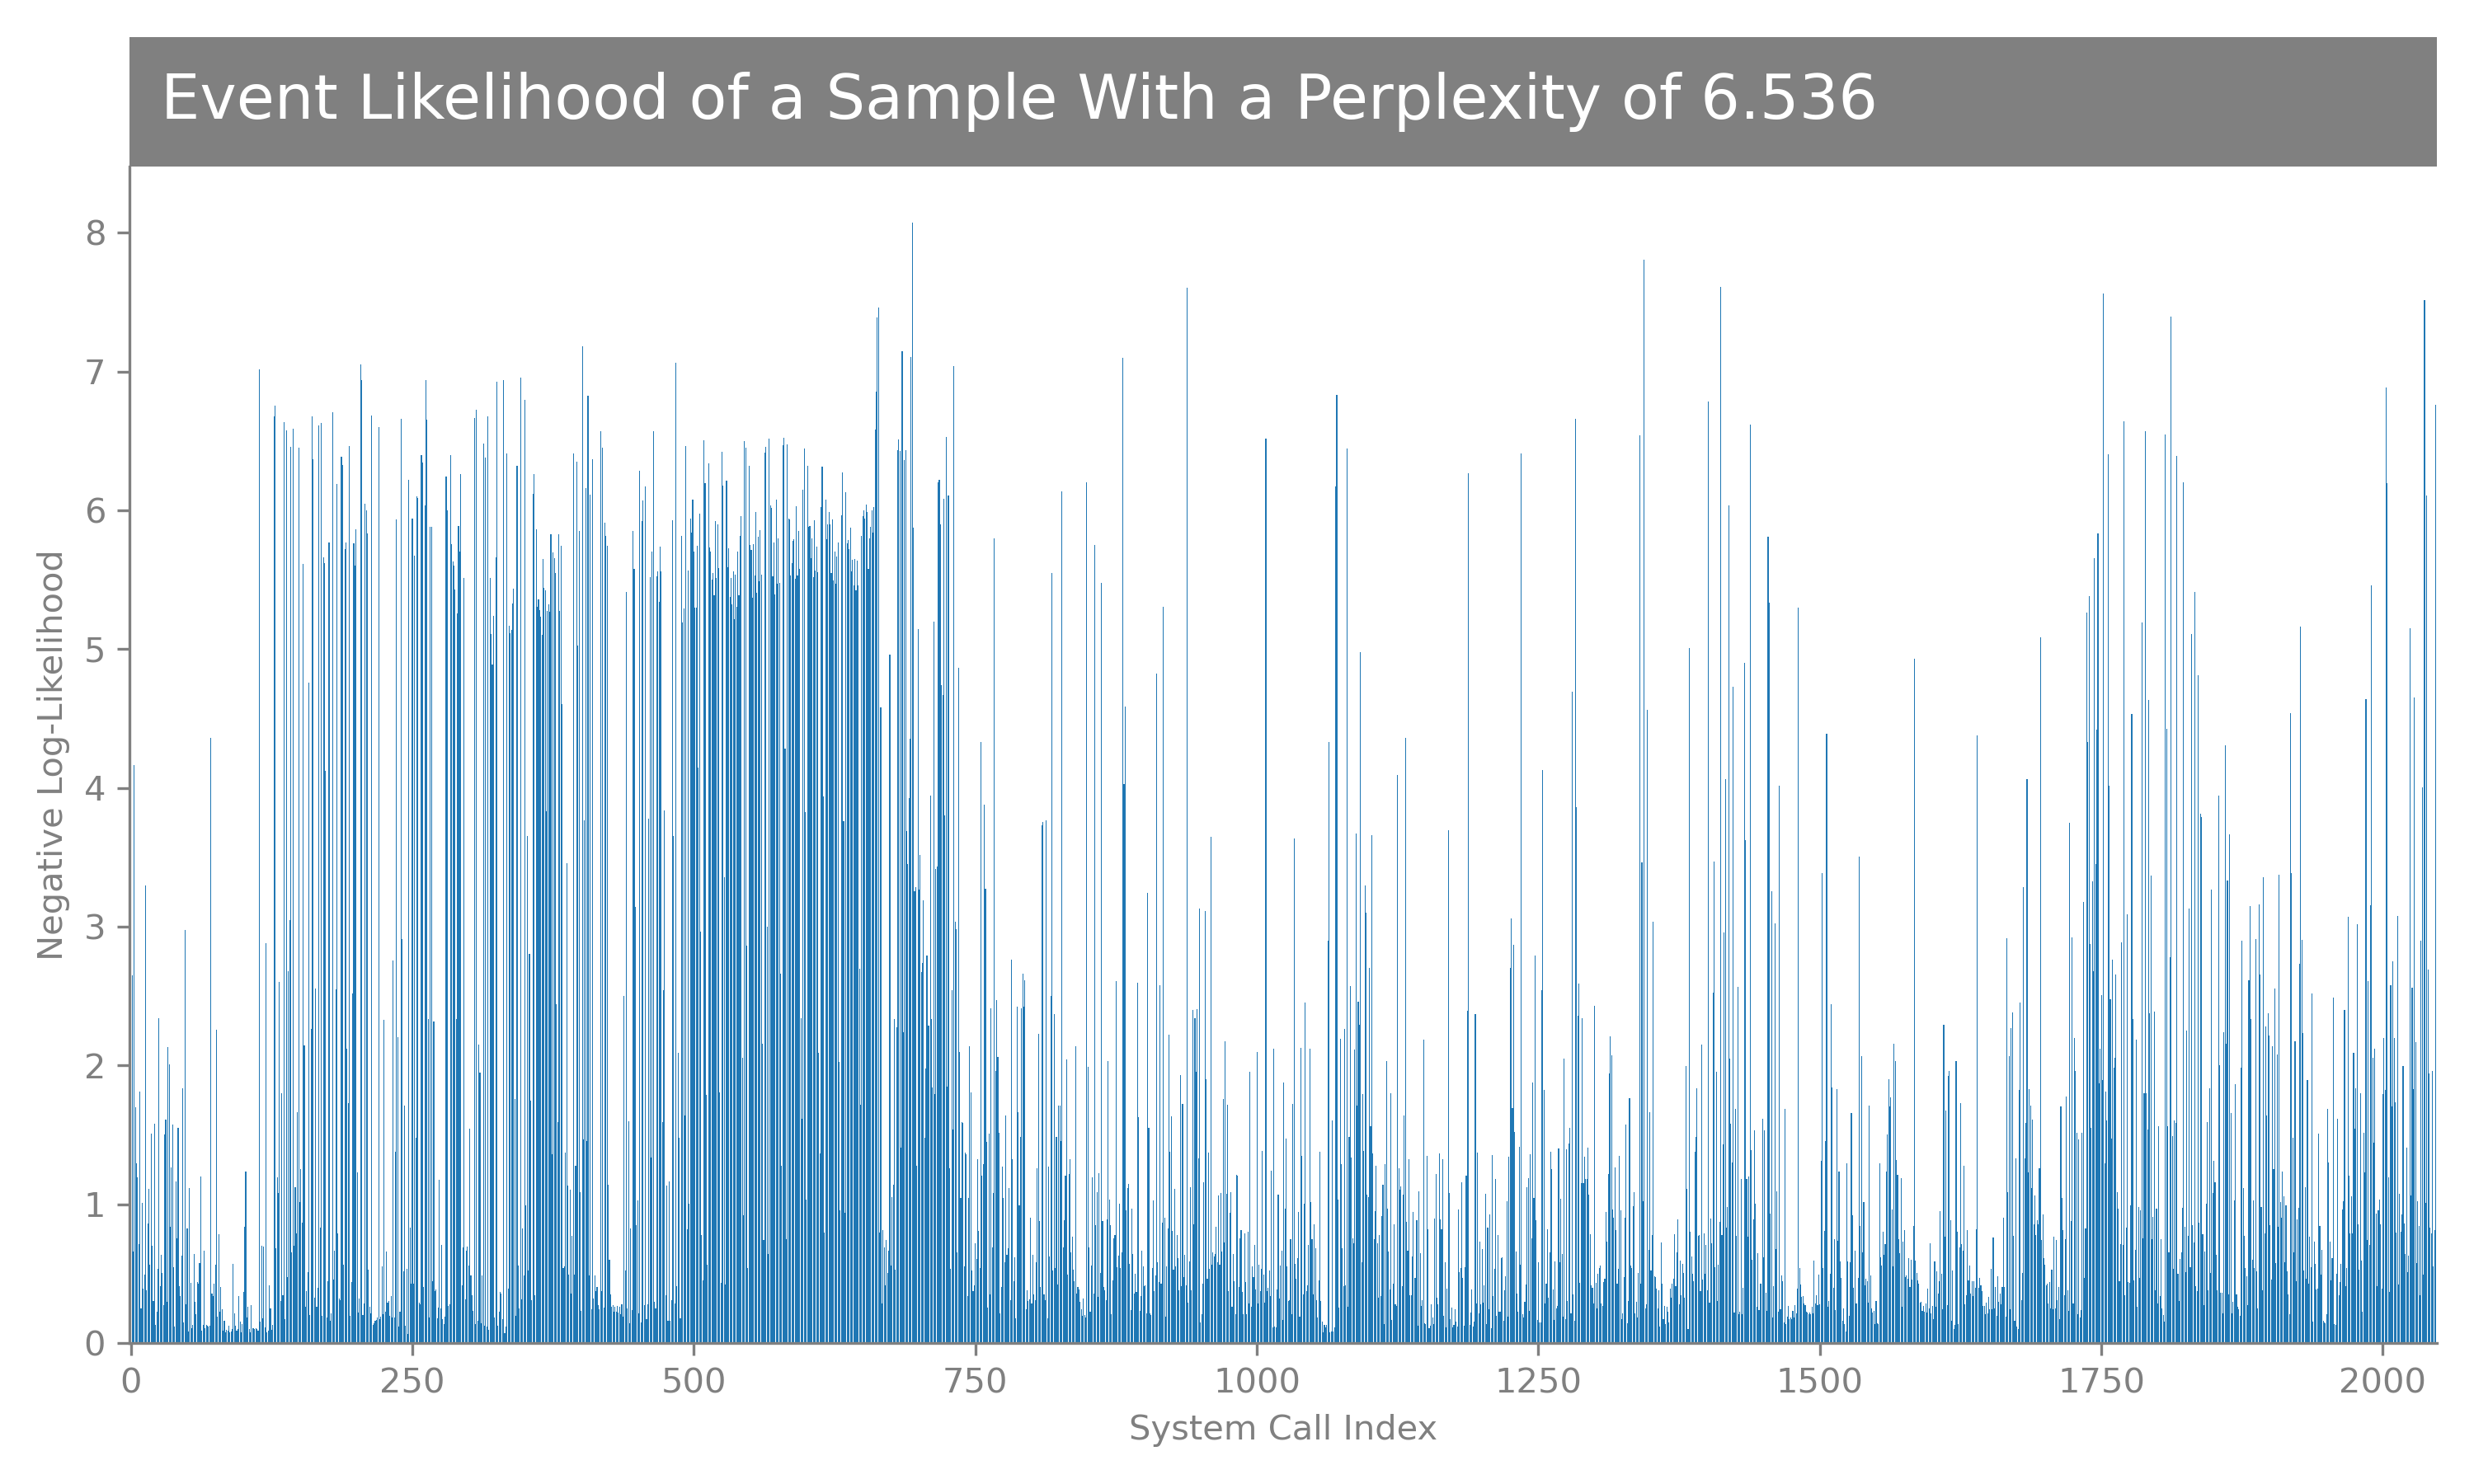 Event Likelihood of a Sample With a Perplexity of 6.536
8
7
6
5
4
3
2
1
0
Negative Log-Likelihood
0 250 500 750 1000 1250 1500 1750 2000
System Call Index